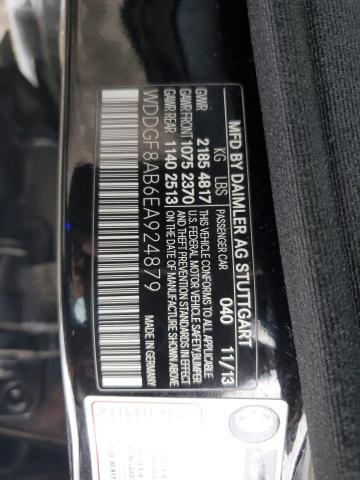 MFD BY DAIMLER AG STUTTGART
KG LBS PASSENGER CAR 040 11/13
GVWR 2185 4817 THIS VEHICLE CONFORMS TO ALL APPLICABLE
GAWR FRONT 1075 2370 U.S. FEDERAL MOTOR VEHICLE SAFETY, BUMPER,
GAWR REAR 1140 2513 AND THEFT PREVENTION STANDARDS IN EFFECT
ON THE DATE OF MANUFACTURE SHOWN ABOVE.
WDDGF8AB6EA924879 MADE IN GERMANY